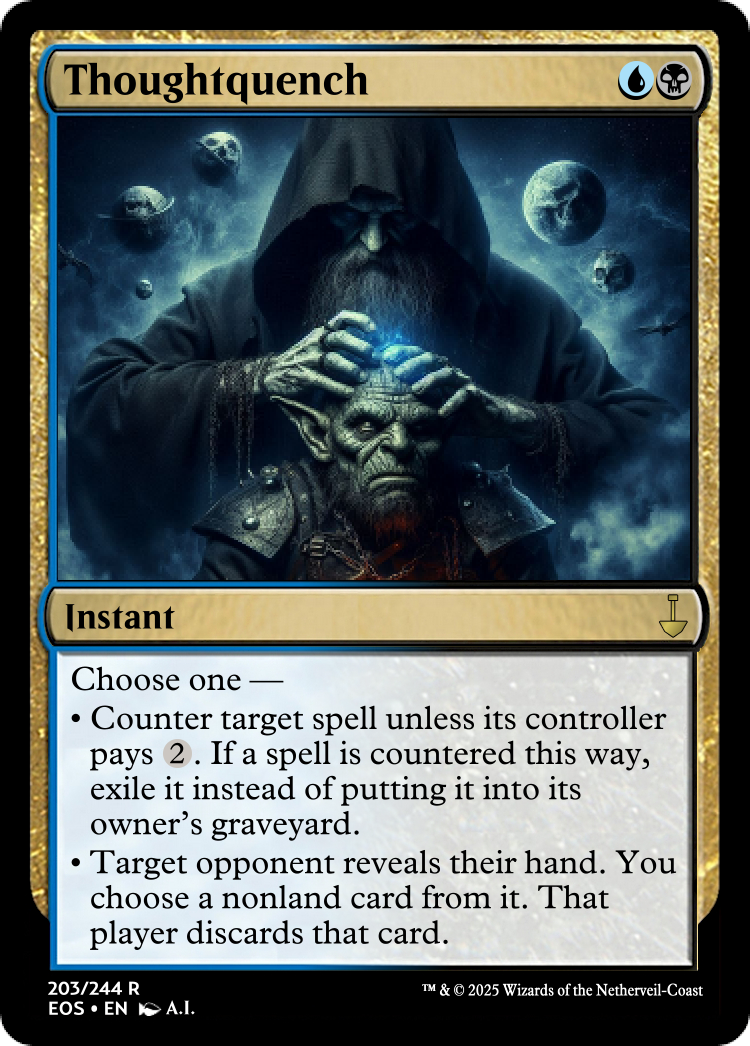 Thoughtquench
Instant
Choose one —
• Counter target spell unless its controller
pays 2. If a spell is countered this way,
exile it instead of putting it into its
owner's graveyard.
• Target opponent reveals their hand. You
choose a nonland card from it. That
player discards that card.
203/244 R
™ & © 2025 Wizards of the Netherveil-Coast
EOS • EN A.I.